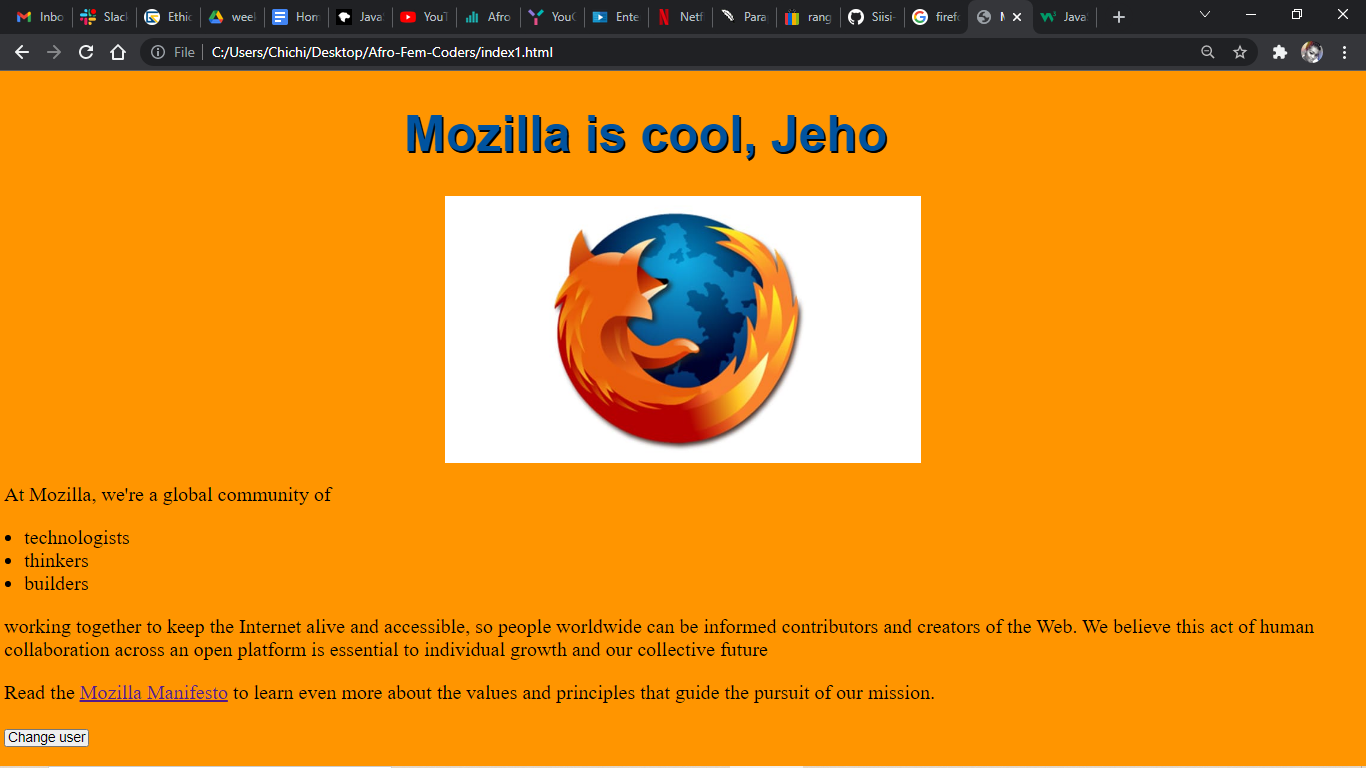 Inbo
Slack
Ethic
week
Hom
Java
YouT
Afro
YouC
Ente
Netf
Para
rang
Siisi-
firefo
Java
File
C:/Users/Chichi/Desktop/Afro-Fem-Coders/index1.html
Mozilla is cool, Jeho
At Mozilla, we're a global community of
• technologists
• thinkers
• builders
working together to keep the Internet alive and accessible, so people worldwide can be informed contributors and creators of the Web. We believe this act of human
collaboration across an open platform is essential to individual growth and our collective future
Read the Mozilla Manifesto to learn even more about the values and principles that guide the pursuit of our mission.
Change user